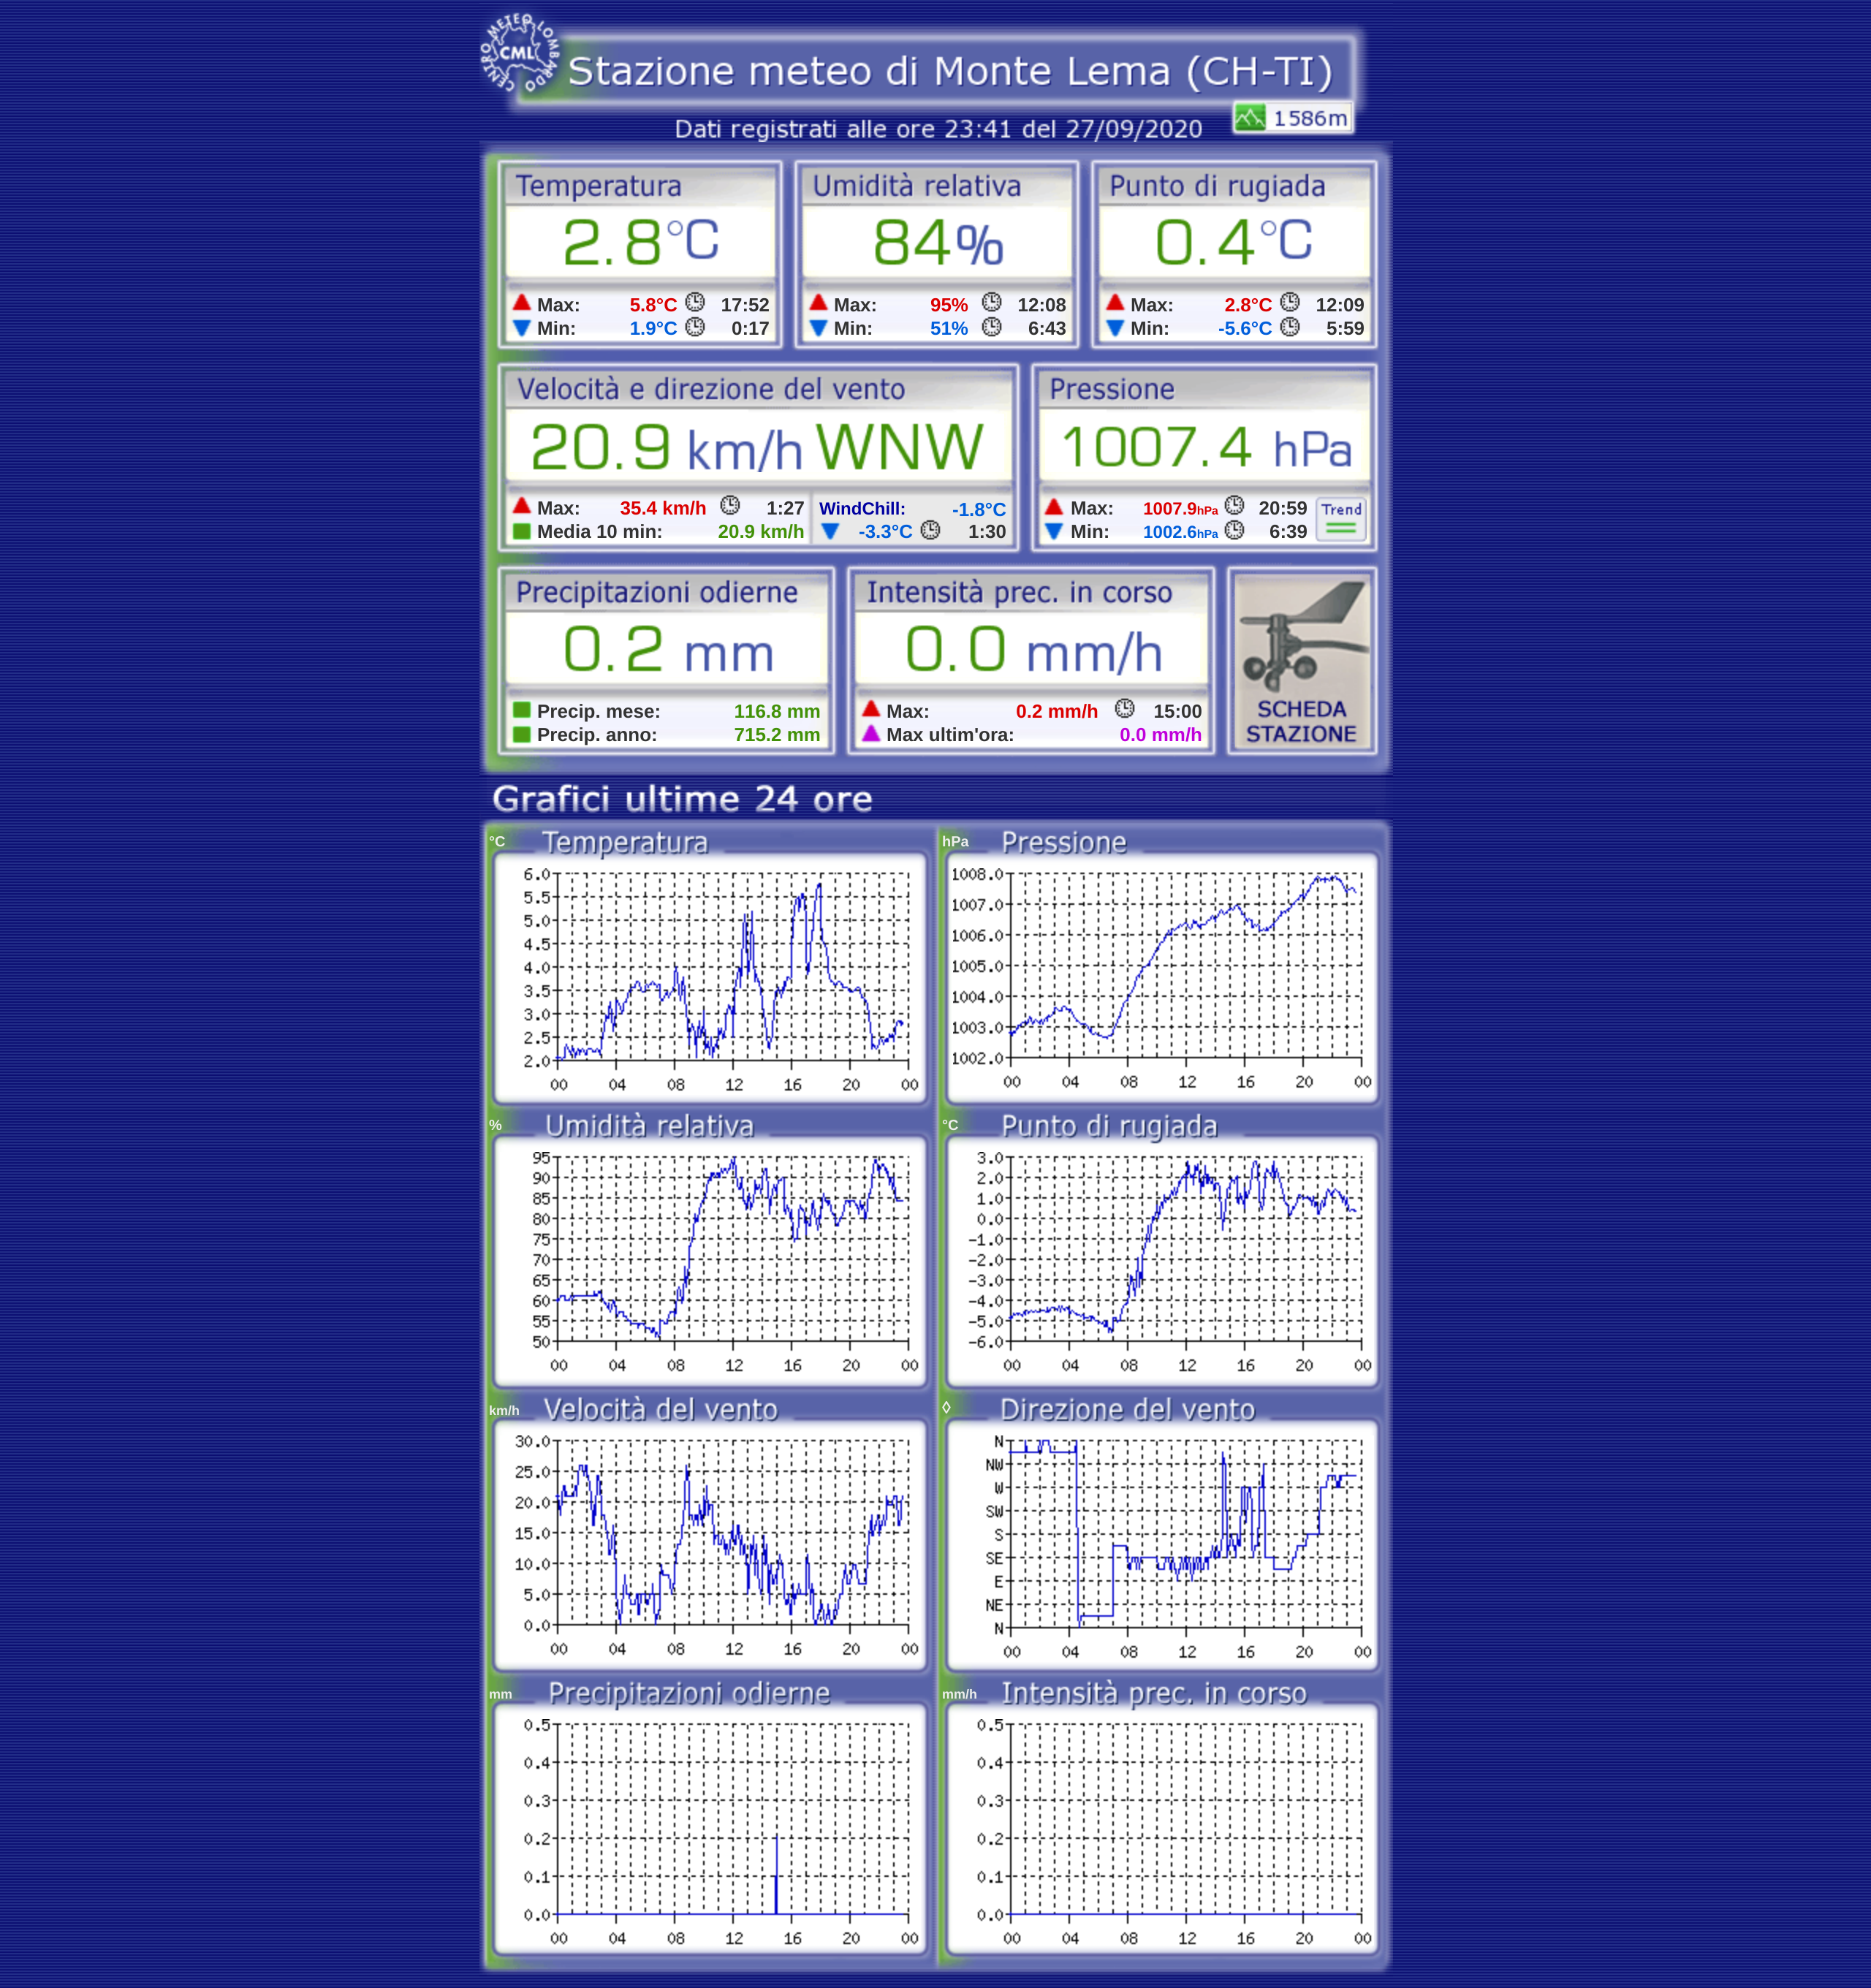 CENTRO METEO LOMBARDO
CML
Stazione meteo di Monte Lema (CH-TI)
1586m
Dati registrati alle ore 23:41 del 27/09/2020
Temperatura
2.8°C
Max: 5.8°C 17:52
Min: 1.9°C 0:17
Umidità relativa
84%
Max: 95% 12:08
Min: 51% 6:43
Punto di rugiada
0.4°C
Max: 2.8°C 12:09
Min: -5.6°C 5:59
Velocità e direzione del vento
20.9 km/h WNW
Max: 35.4 km/h 1:27
Media 10 min: 20.9 km/h
WindChill: -1.8°C
-3.3°C 1:30
Pressione
1007.4 hPa
Max: 1007.9hPa 20:59
Min: 1002.6hPa 6:39
Trend
Precipitazioni odierne
0.2 mm
Precip. mese: 116.8 mm
Precip. anno: 715.2 mm
Intensità prec. in corso
0.0 mm/h
Max: 0.2 mm/h 15:00
Max ultim'ora: 0.0 mm/h
SCHEDA
STAZIONE
Grafici ultime 24 ore
°C Temperatura
6.0
5.5
5.0
4.5
4.0
3.5
3.0
2.5
2.0
00 04 08 12 16 20 00
hPa Pressione
1008.0
1007.0
1006.0
1005.0
1004.0
1003.0
1002.0
00 04 08 12 16 20 00
% Umidità relativa
95
90
85
80
75
70
65
60
55
50
00 04 08 12 16 20 00
°C Punto di rugiada
3.0
2.0
1.0
0.0
-1.0
-2.0
-3.0
-4.0
-5.0
-6.0
00 04 08 12 16 20 00
km/h Velocità del vento
30.0
25.0
20.0
15.0
10.0
5.0
0.0
00 04 08 12 16 20 00
◊ Direzione del vento
N
NW
W
SW
S
SE
E
NE
N
00 04 08 12 16 20 00
mm Precipitazioni odierne
0.5
0.4
0.3
0.2
0.1
0.0
00 04 08 12 16 20 00
mm/h Intensità prec. in corso
0.5
0.4
0.3
0.2
0.1
0.0
00 04 08 12 16 20 00